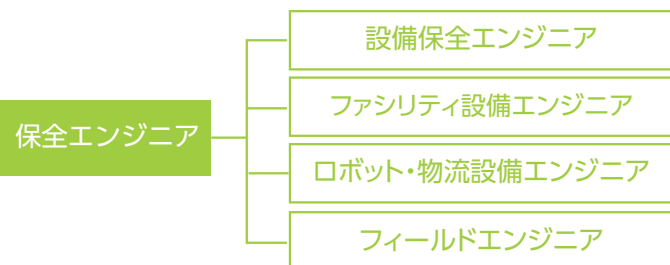 保全エンジニア
設備保全エンジニア
ファシリティ設備エンジニア
ロボット・物流設備エンジニア
フィールドエンジニア